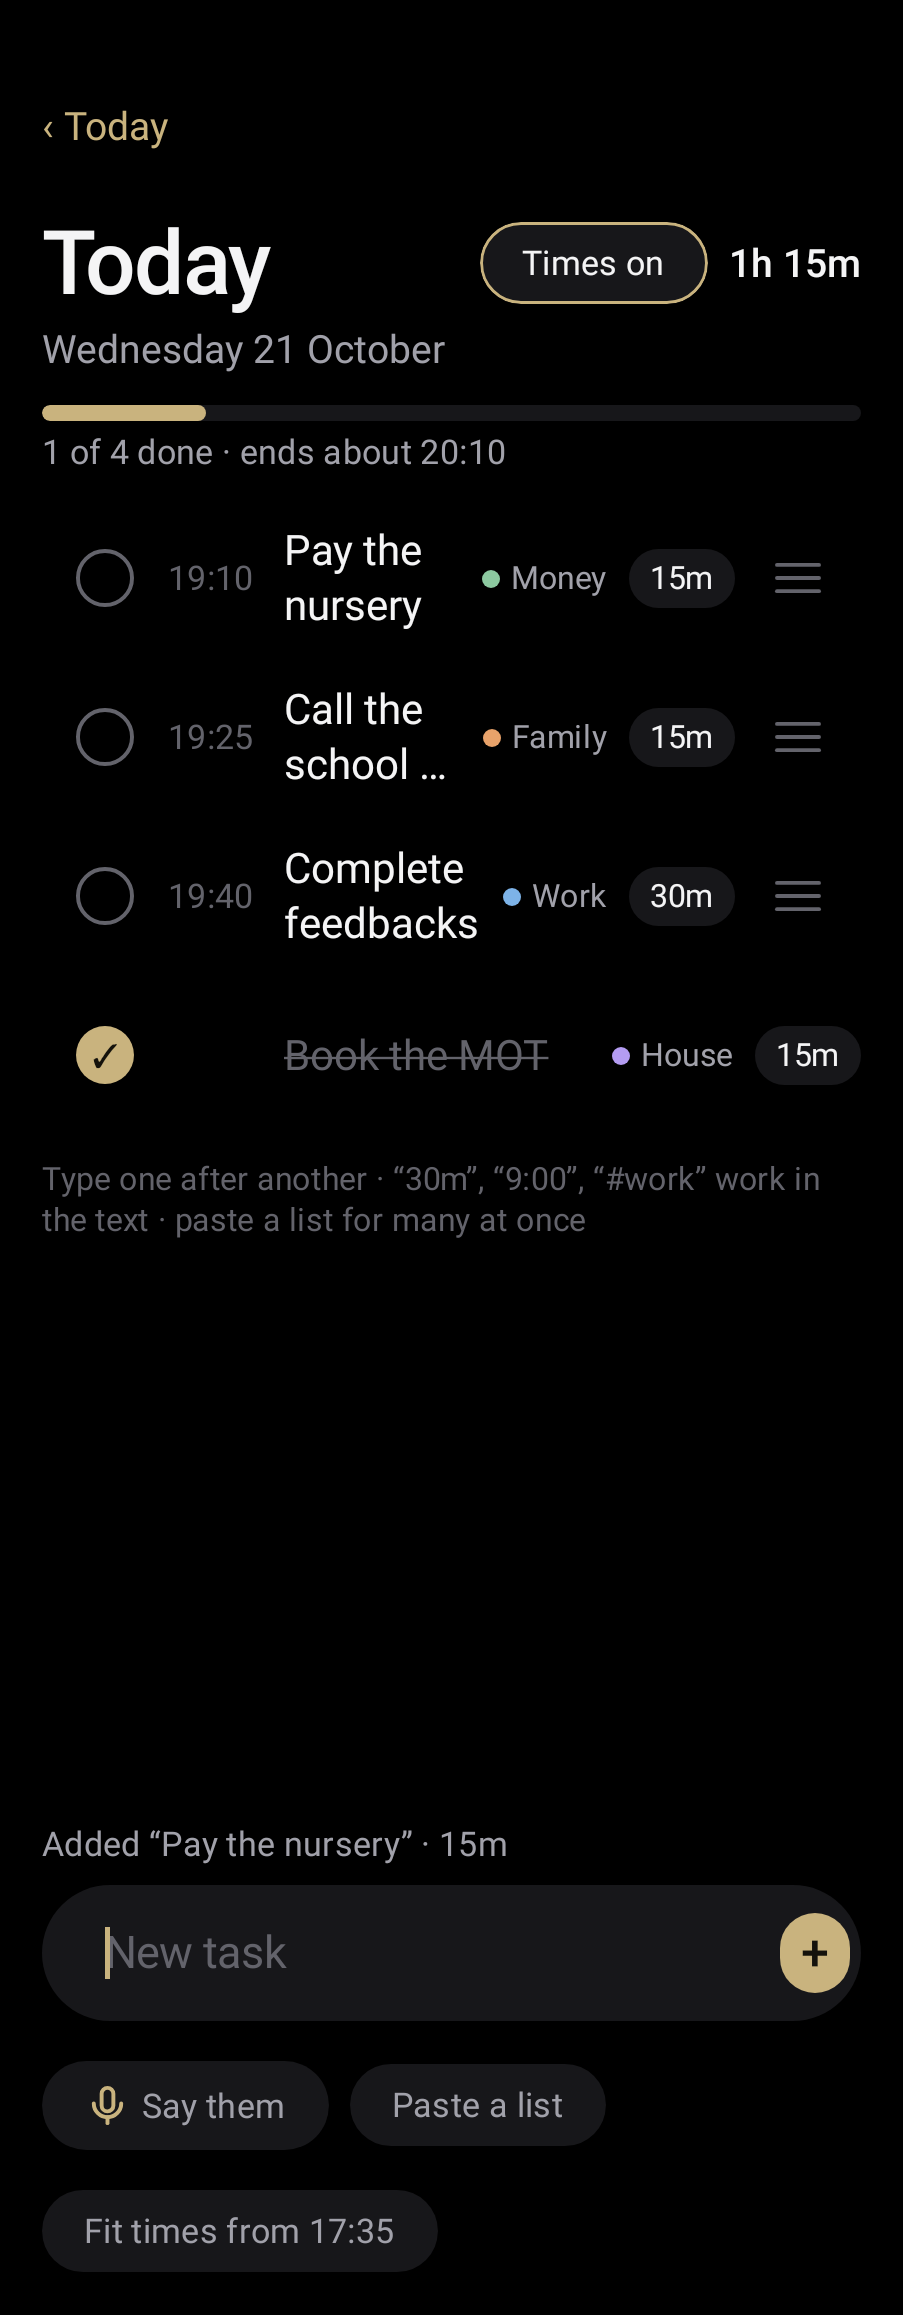 ‹ Today
Today
Times on
1h 15m
Wednesday 21 October
1 of 4 done · ends about 20:10
19:10
Pay the
nursery
Money
15m
19:25
Call the
school …
Family
15m
19:40
Complete
feedbacks
Work
30m
✓
Book the MOT
House
15m
Type one after another · “30m”, “9:00”, “#work” work in
the text · paste a list for many at once
Added “Pay the nursery” · 15m
New task
+
Say them
Paste a list
Fit times from 17:35